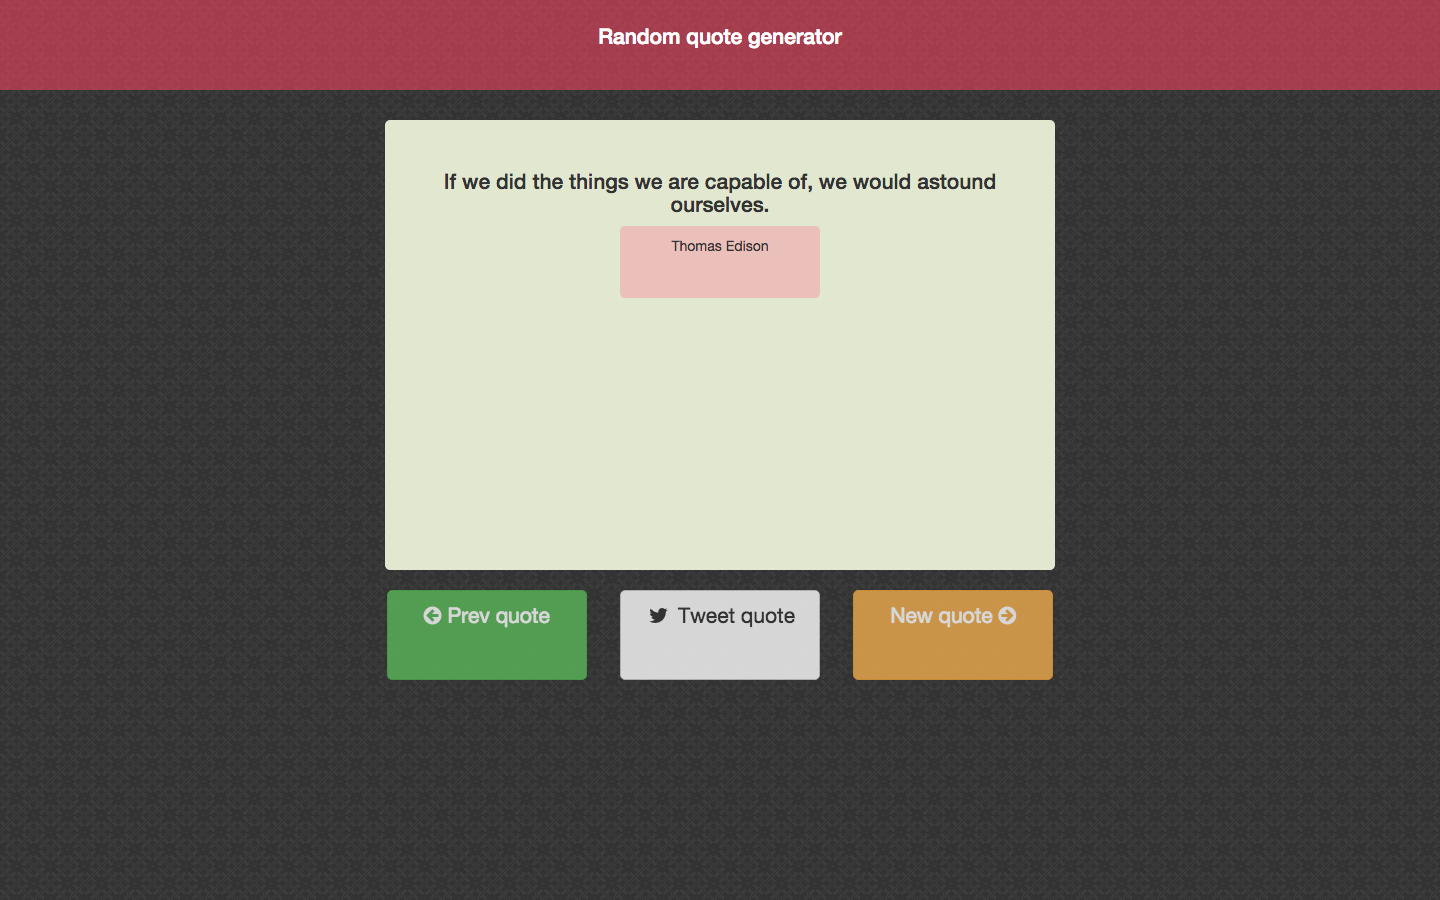 Random quote generator
If we did the things we are capable of, we would astound
ourselves.
Thomas Edison
Prev quote
Tweet quote
New quote